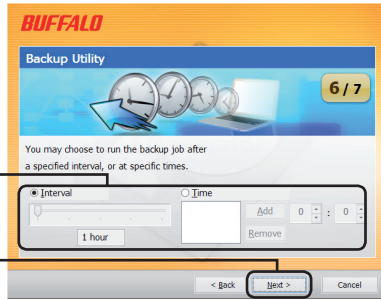 BUFFALO
Backup Utility
6 / 7
You may choose to run the backup job after
a specified interval, or at specific times.
Interval
Time
1 hour
Add
0 : 0
Remove
< Back
Next >
Cancel